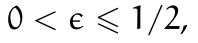 0 < ϵ ⩽ 1/2,